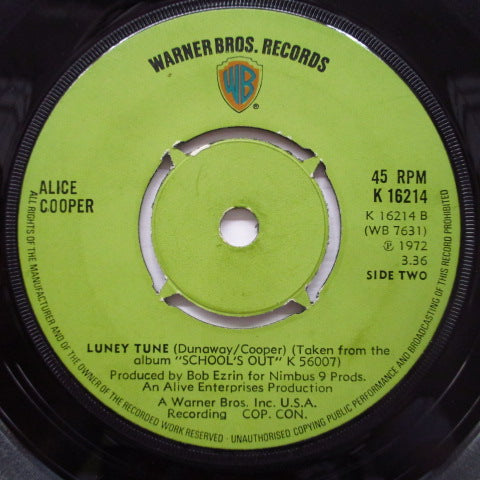 WARNER BROS. RECORDS
WB
®
ALICE
COOPER
45 RPM
K 16214
K 16214 B
(WB 7631)
℗ 1972
3.36
SIDE TWO
LUNEY TUNE (Dunaway/Cooper) (Taken from the
album "SCHOOL'S OUT" K 56007)
Produced by Bob Ezrin for Nimbus 9 Prods.
An Alive Enterprises Production
A Warner Bros. Inc. U.S.A.
Recording COP. CON.
ALL RIGHTS OF THE MANUFACTURER AND OF THE OWNER OF THE RECORDED WORK RESERVED · UNAUTHORISED COPYING PUBLIC PERFORMANCE AND BROADCASTING OF THIS RECORD PROHIBITED